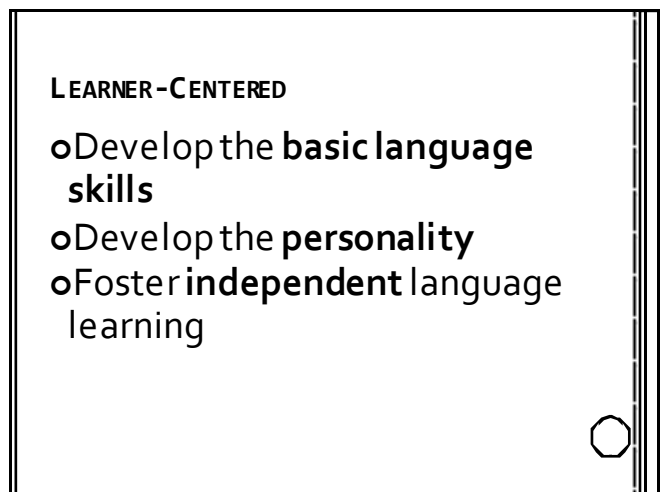 LEARNER-CENTERED
oDevelop the basic language
skills
oDevelop the personality
oFoster independent language
learning